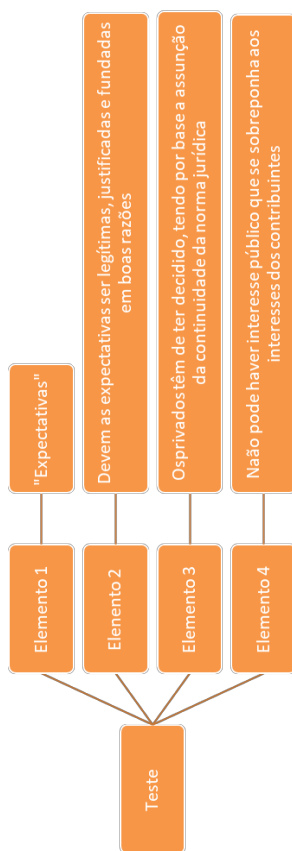 Teste
Elemento 1
"Expectativas"
Elenento 2
Devem as expectativas ser legítimas, justificadas e fundadas
em boas razões
Elemento 3
Osprivados têm de ter decidido, tendo por base a assunção
da continuidade da norma jurídica
Elemento 4
Naão pode haver interesse público que se sobreponha aos
interesses dos contribuintes